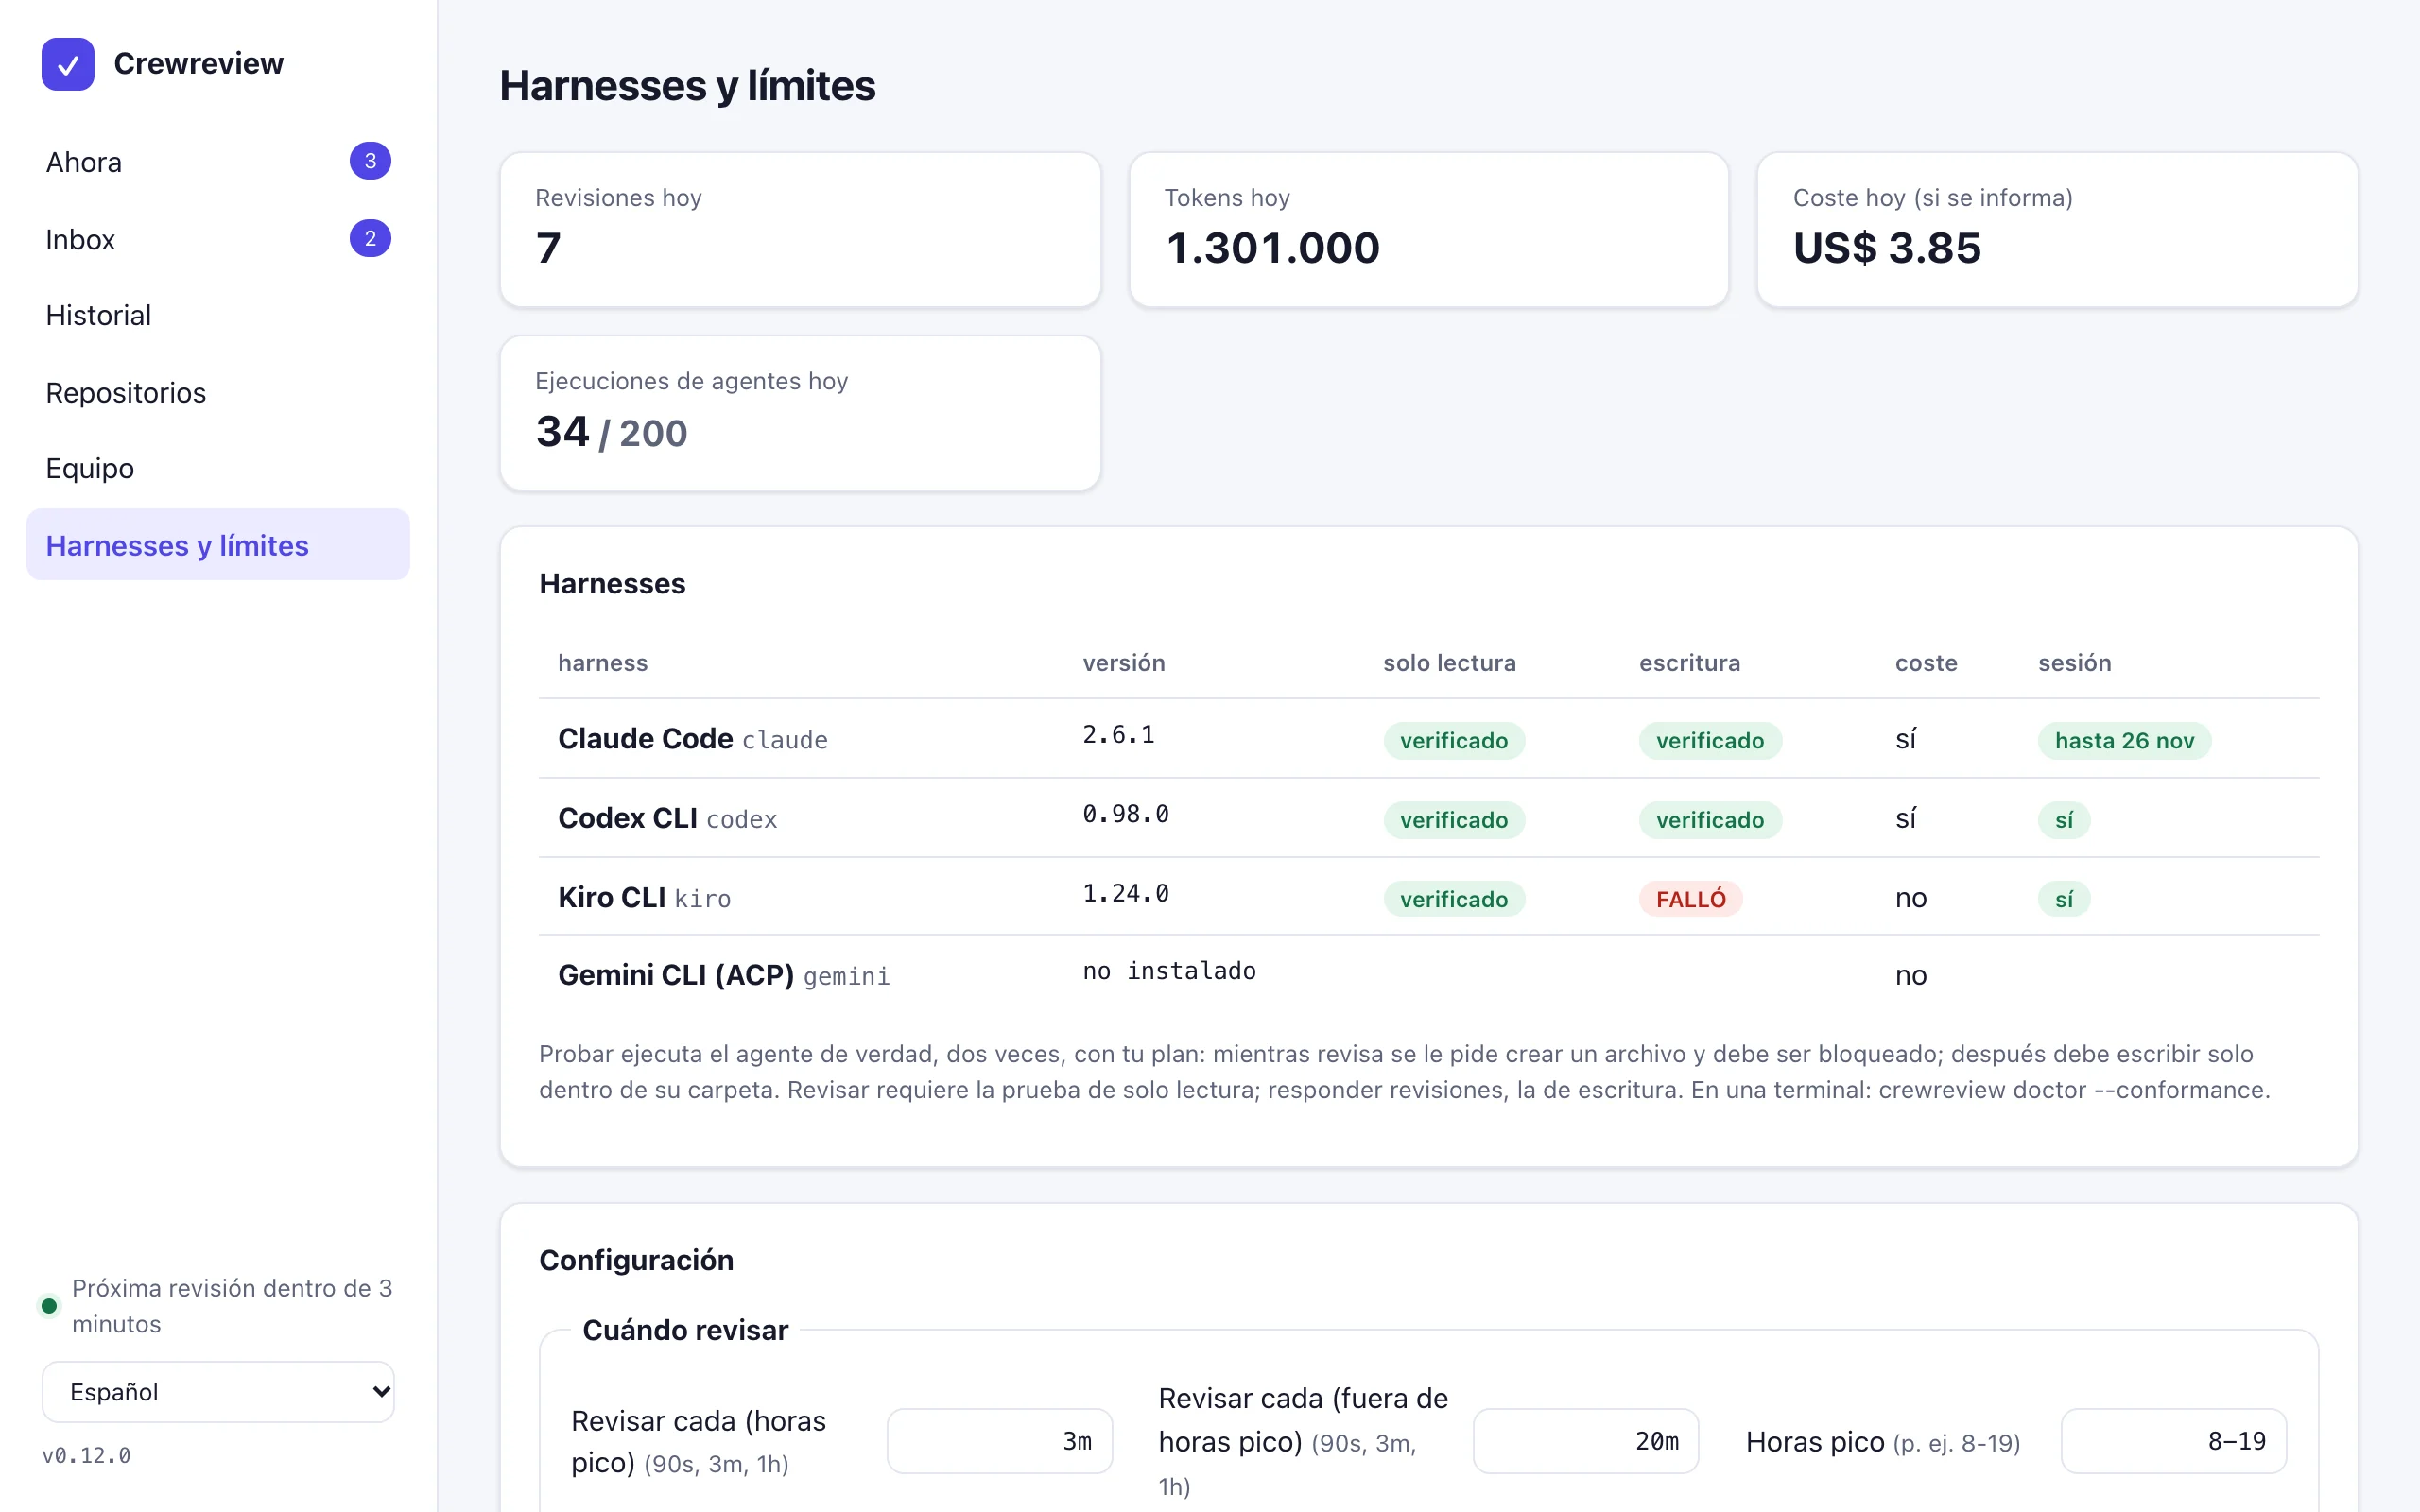 Crewreview
Ahora 3
Inbox 2
Historial
Repositorios
Equipo
Harnesses y límites
Próxima revisión dentro de 3
minutos
Español
v0.12.0
Harnesses y límites
Revisiones hoy
7
Tokens hoy
1.301.000
Coste hoy (si se informa)
US$ 3.85
Ejecuciones de agentes hoy
34 / 200
Harnesses
harness versión solo lectura escritura coste sesión
Claude Code claude 2.6.1 verificado verificado sí hasta 26 nov
Codex CLI codex 0.98.0 verificado verificado sí sí
Kiro CLI kiro 1.24.0 verificado FALLÓ no sí
Gemini CLI (ACP) gemini no instalado no
Probar ejecuta el agente de verdad, dos veces, con tu plan: mientras revisa se le pide crear un archivo y debe ser bloqueado; después debe escribir solo
dentro de su carpeta. Revisar requiere la prueba de solo lectura; responder revisiones, la de escritura. En una terminal: crewreview doctor --conformance.
Configuración
Cuándo revisar
Revisar cada (horas
pico) (90s, 3m, 1h)
3m
Revisar cada (fuera de
horas pico) (90s, 3m,
1h)
20m
Horas pico (p. ej. 8-19)
8–19